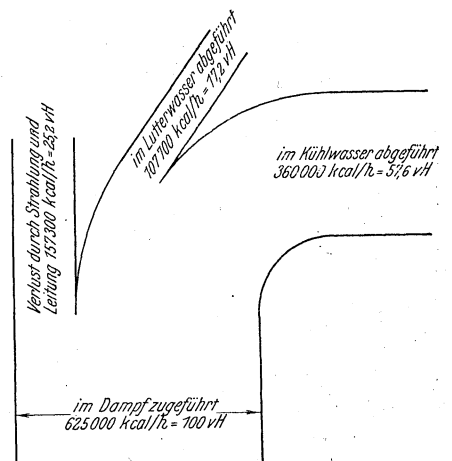 im Lutterwasser abgeführt
107700 kcal/h = 17,2 vH
Verlust durch Strahlung und
Leitung 157300 kcal/h = 25,2 vH
im Kühlwasser abgeführt
360000 kcal/h = 57,6 vH
im Dampf zugeführt
625000 kcal/h = 100 vH